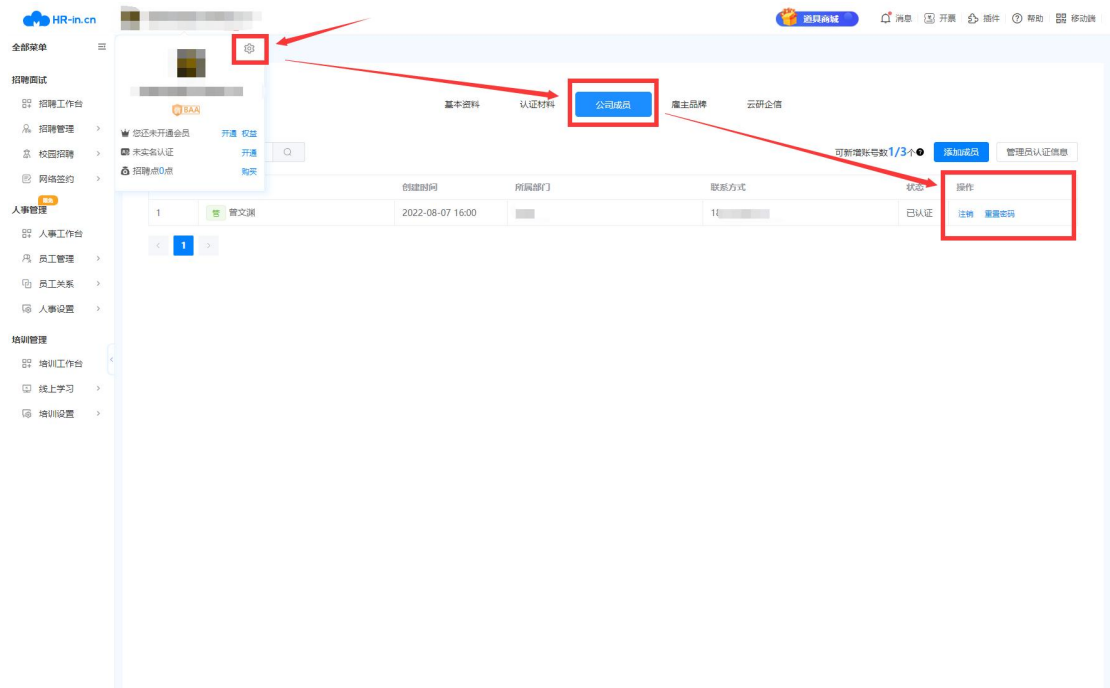 HR-in.cn
道具商城 消息 开票 插件 帮助 移动端
全部菜单
招聘面试
招聘工作台
招聘管理
校园招聘
网络签约
人事管理
人事工作台
员工管理
员工关系
人事设置
培训管理
培训工作台
线上学习
培训设置
BAA
您还未开通会员 开通 权益
未实名认证 开通
招聘点0点 购买
基本资料 认证材料 公司成员 雇主品牌 云研企信
可新增账号数1/3个 添加成员 管理员认证信息
创建时间 所属部门 联系方式 状态 操作
1 曾 曾文渊 2022-08-07 16:00 18 已认证 注销 重置密码
1